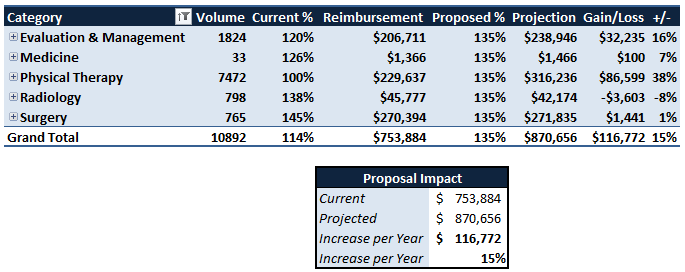 Category Volume Current % Reimbursement Proposed % Projection Gain/Loss +/-
Evaluation & Management 1824 120% $206,711 135% $238,946 $32,235 16%
Medicine 33 126% $1,366 135% $1,466 $100 7%
Physical Therapy 7472 100% $229,637 135% $316,236 $86,599 38%
Radiology 798 138% $45,777 135% $42,174 -$3,603 -8%
Surgery 765 145% $270,394 135% $271,835 $1,441 1%
Grand Total 10892 114% $753,884 135% $870,656 $116,772 15%
Proposal Impact
Current $ 753,884
Projected $ 870,656
Increase per Year $ 116,772
Increase per Year 15%